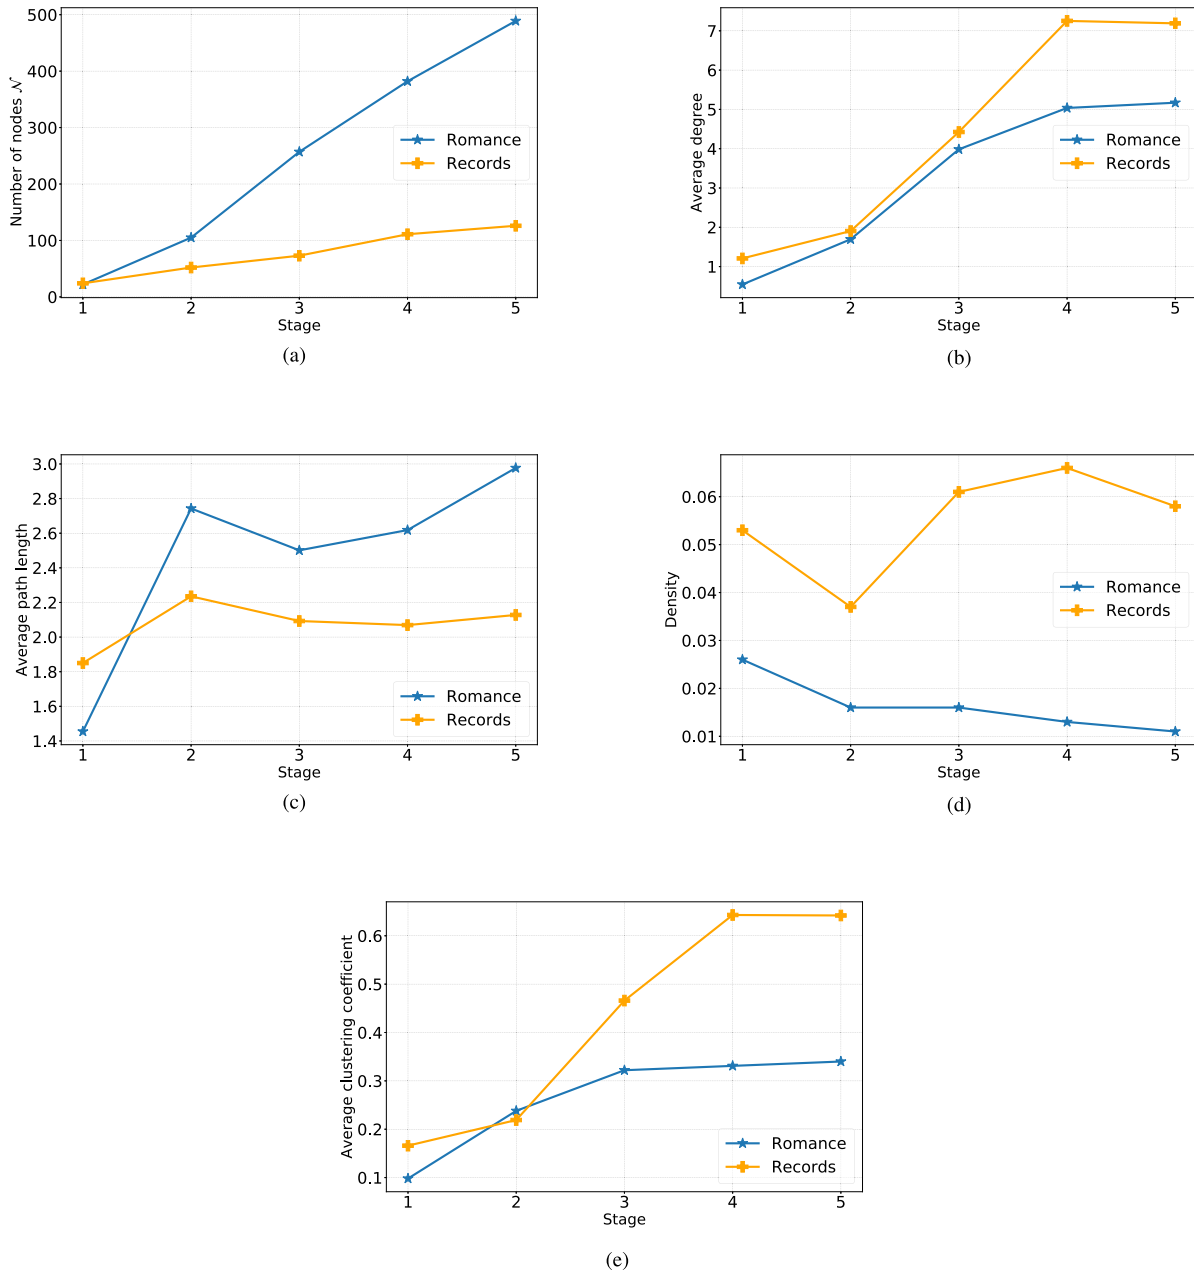 500
400
300
200
100
0
Number of nodes 𝒩
Romance
Records
1 2 3 4 5
Stage
(a)
7
6
5
4
3
2
1
Average degree
Romance
Records
1 2 3 4 5
Stage
(b)
3.0
2.8
2.6
2.4
2.2
2.0
1.8
1.6
1.4
Average path length
Romance
Records
1 2 3 4 5
Stage
(c)
0.06
0.05
0.04
0.03
0.02
0.01
Density
Romance
Records
1 2 3 4 5
Stage
(d)
0.6
0.5
0.4
0.3
0.2
0.1
Average clustering coefficient
Romance
Records
1 2 3 4 5
Stage
(e)